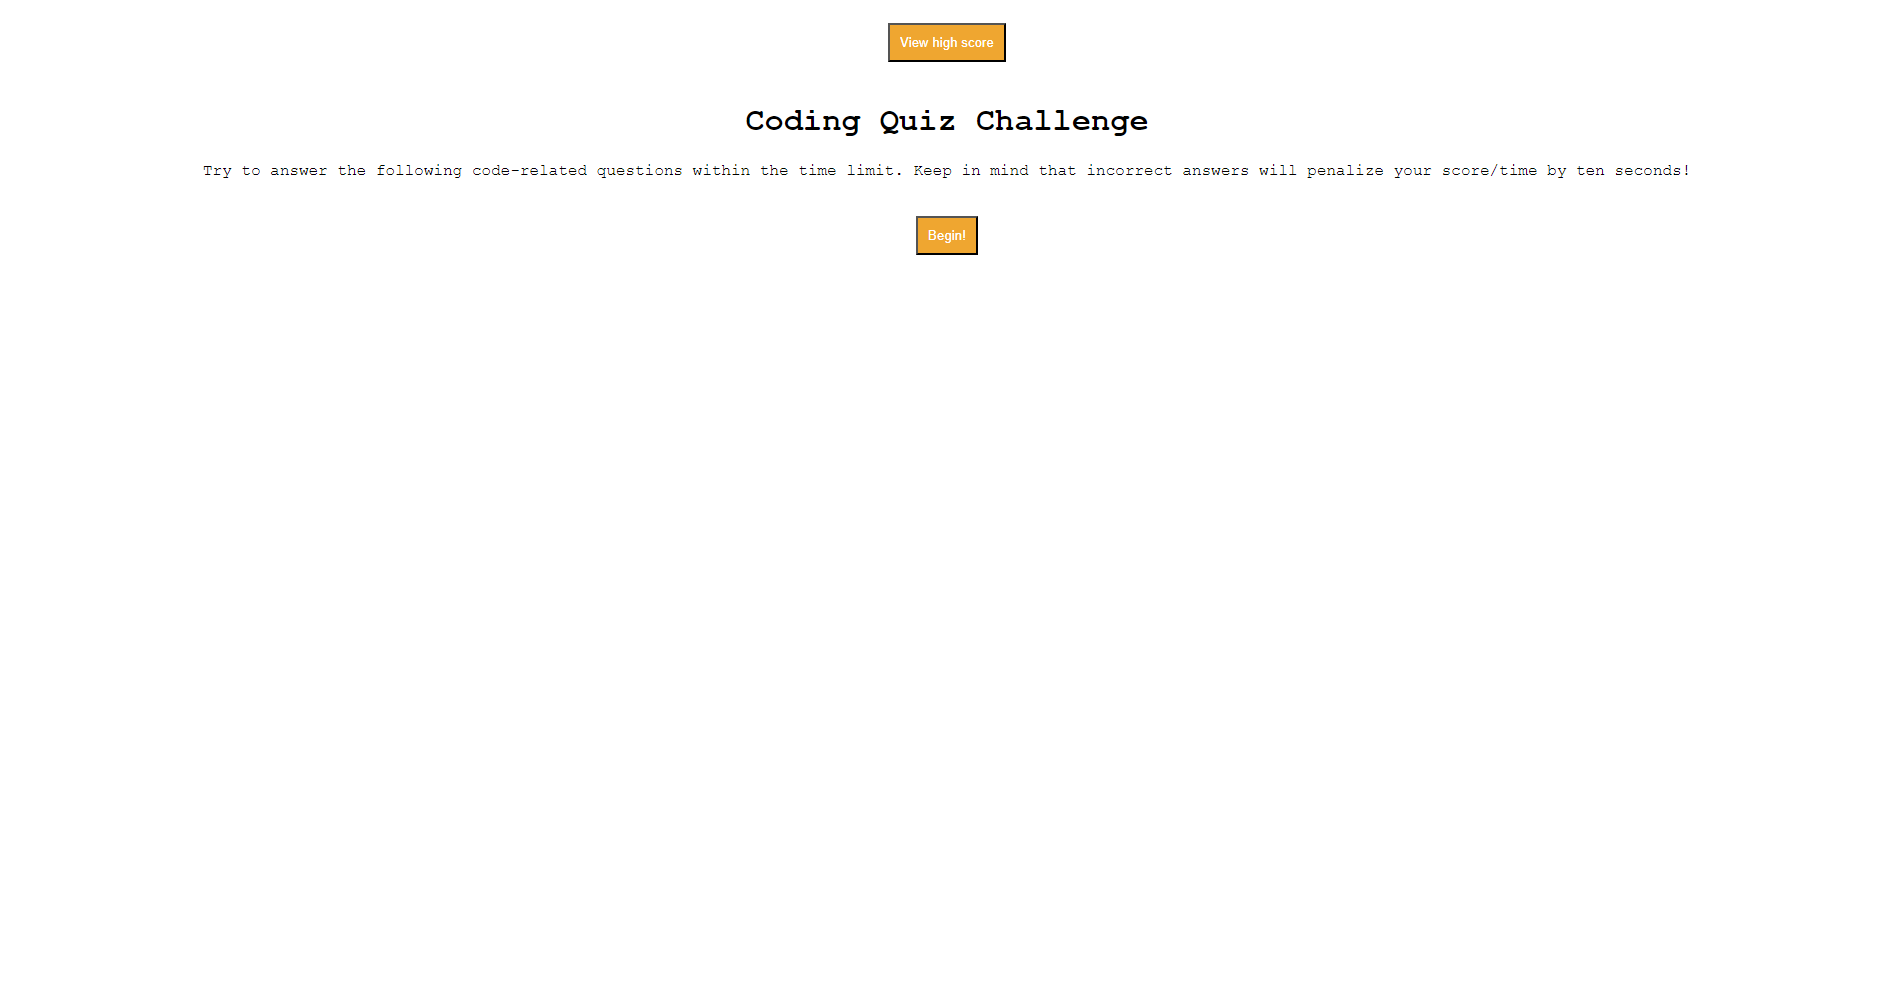 View high score
Coding Quiz Challenge
Try to answer the following code-related questions within the time limit. Keep in mind that incorrect answers will penalize your score/time by ten seconds!
Begin!